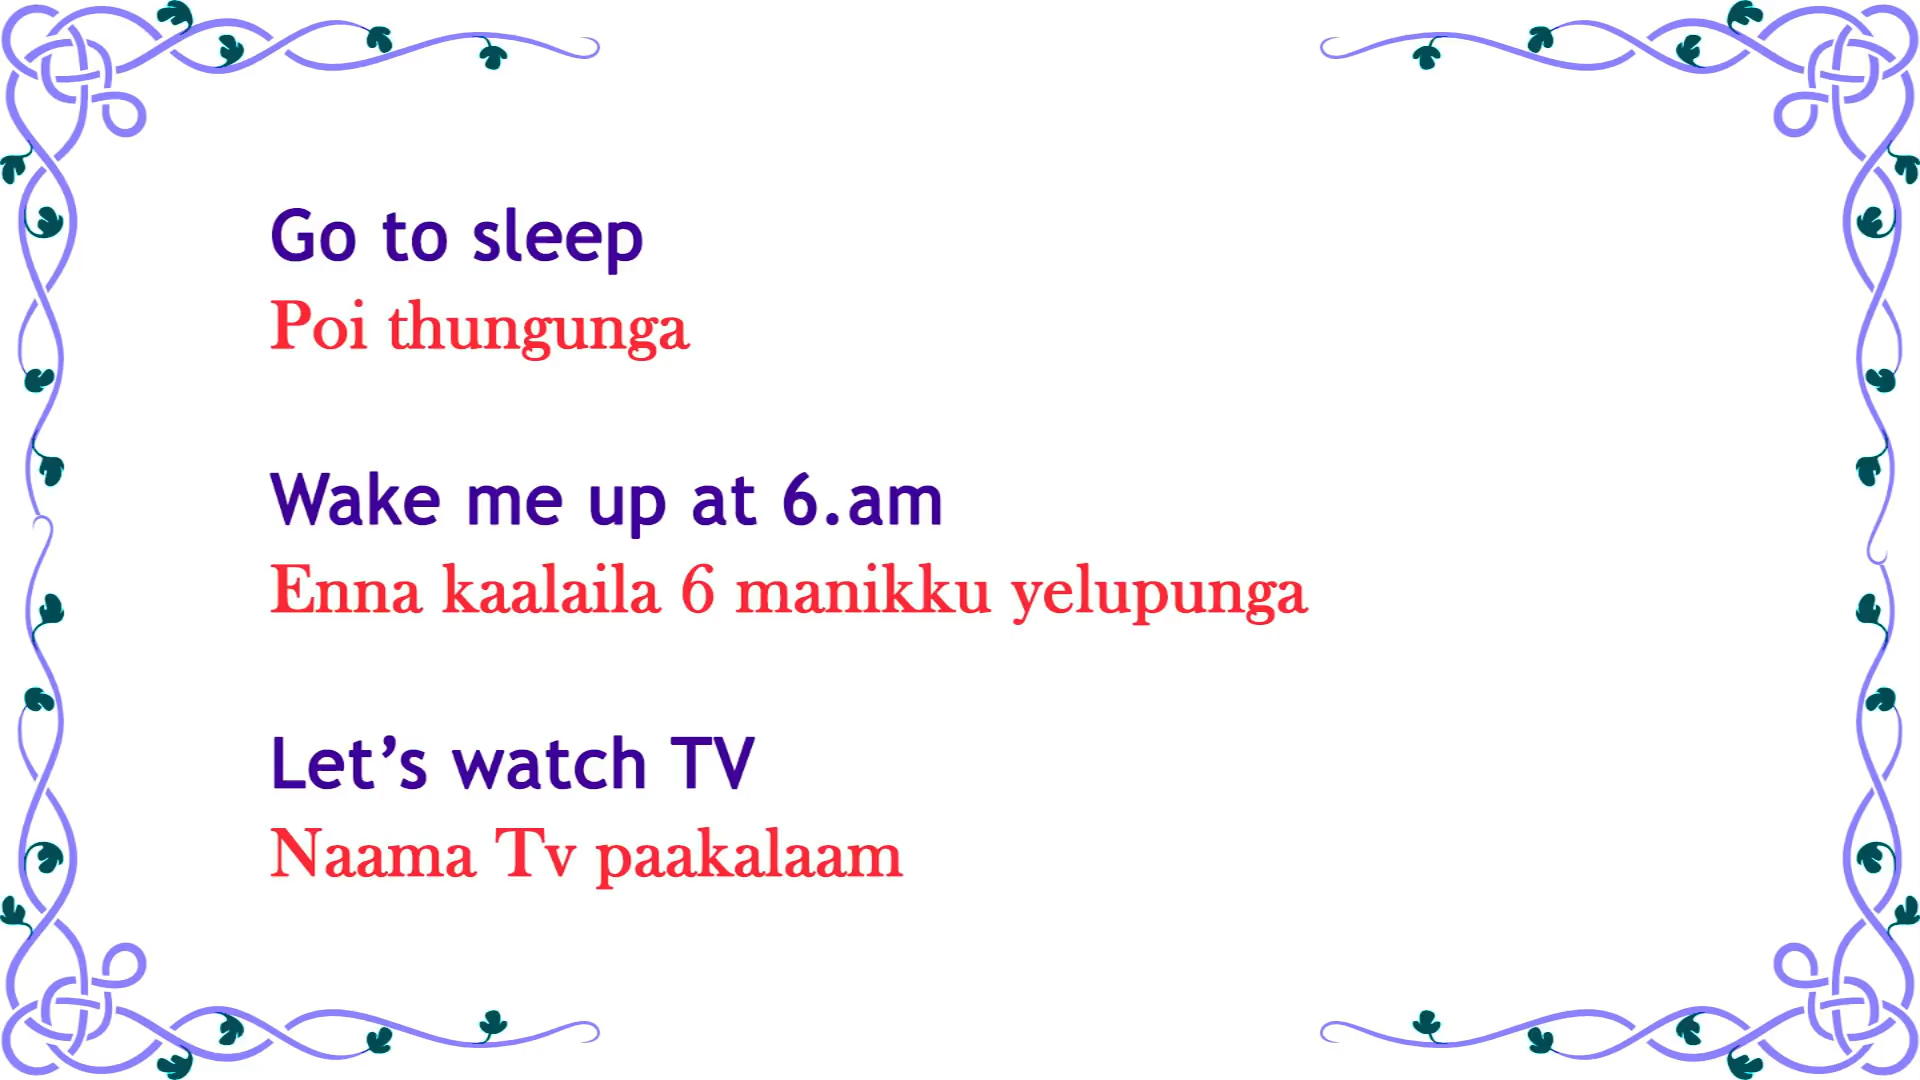 Go to sleep
Poi thungunga
Wake me up at 6.am
Enna kaalaila 6 manikku yelupunga
Let’s watch TV
Naama Tv paakalaam